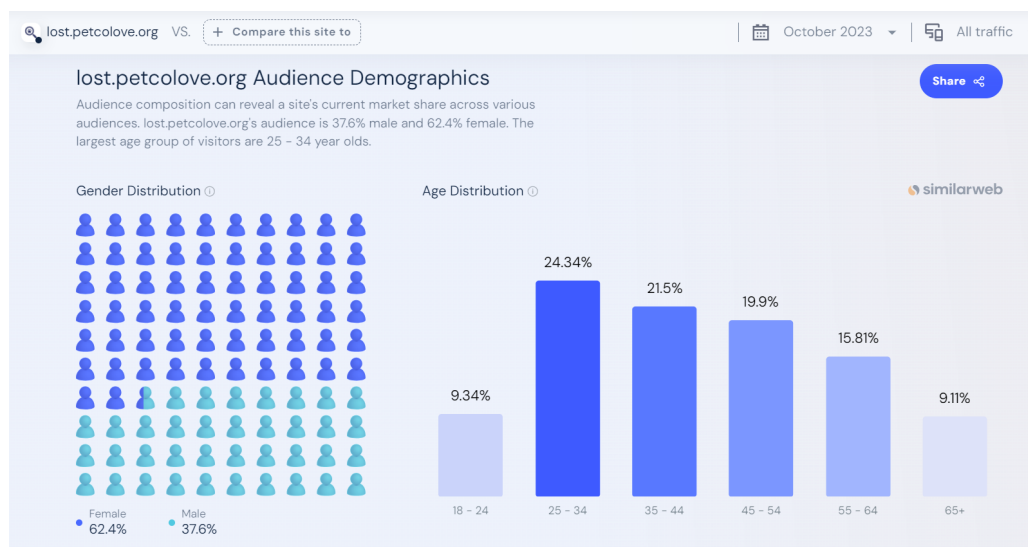 lost.petcolove.org VS. + Compare this site to October 2023 All traffic
lost.petcolove.org Audience Demographics
Share
Audience composition can reveal a site's current market share across various
audiences. lost.petcolove.org's audience is 37.6% male and 62.4% female. The
largest age group of visitors are 25 - 34 year olds.
Gender Distribution
Age Distribution
similarweb
24.34%
21.5%
19.9%
15.81%
9.34%
9.11%
18 - 24 25 - 34 35 - 44 45 - 54 55 - 64 65+
Female Male
62.4% 37.6%